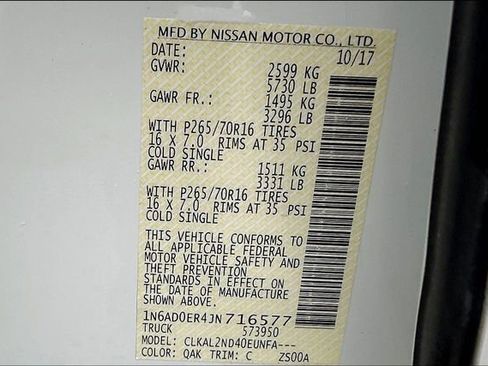 MFD BY NISSAN MOTOR CO., LTD.
DATE: 10/17
GVWR: 2599 KG
5730 LB
GAWR FR.: 1495 KG
3296 LB
WITH P265/70R16 TIRES
16 X 7.0 RIMS AT 35 PSI
COLD SINGLE
GAWR RR.: 1511 KG
3331 LB
WITH P265/70R16 TIRES
16 X 7.0 RIMS AT 35 PSI
COLD SINGLE
THIS VEHICLE CONFORMS TO
ALL APPLICABLE FEDERAL
MOTOR VEHICLE SAFETY AND
THEFT PREVENTION
STANDARDS IN EFFECT ON
THE DATE OF MANUFACTURE
SHOWN ABOVE.
1N6AD0ER4JN716577
TRUCK 573950
MODEL: CLKAL2ND40EUNFA---
COLOR: QAK TRIM: C ZS00A